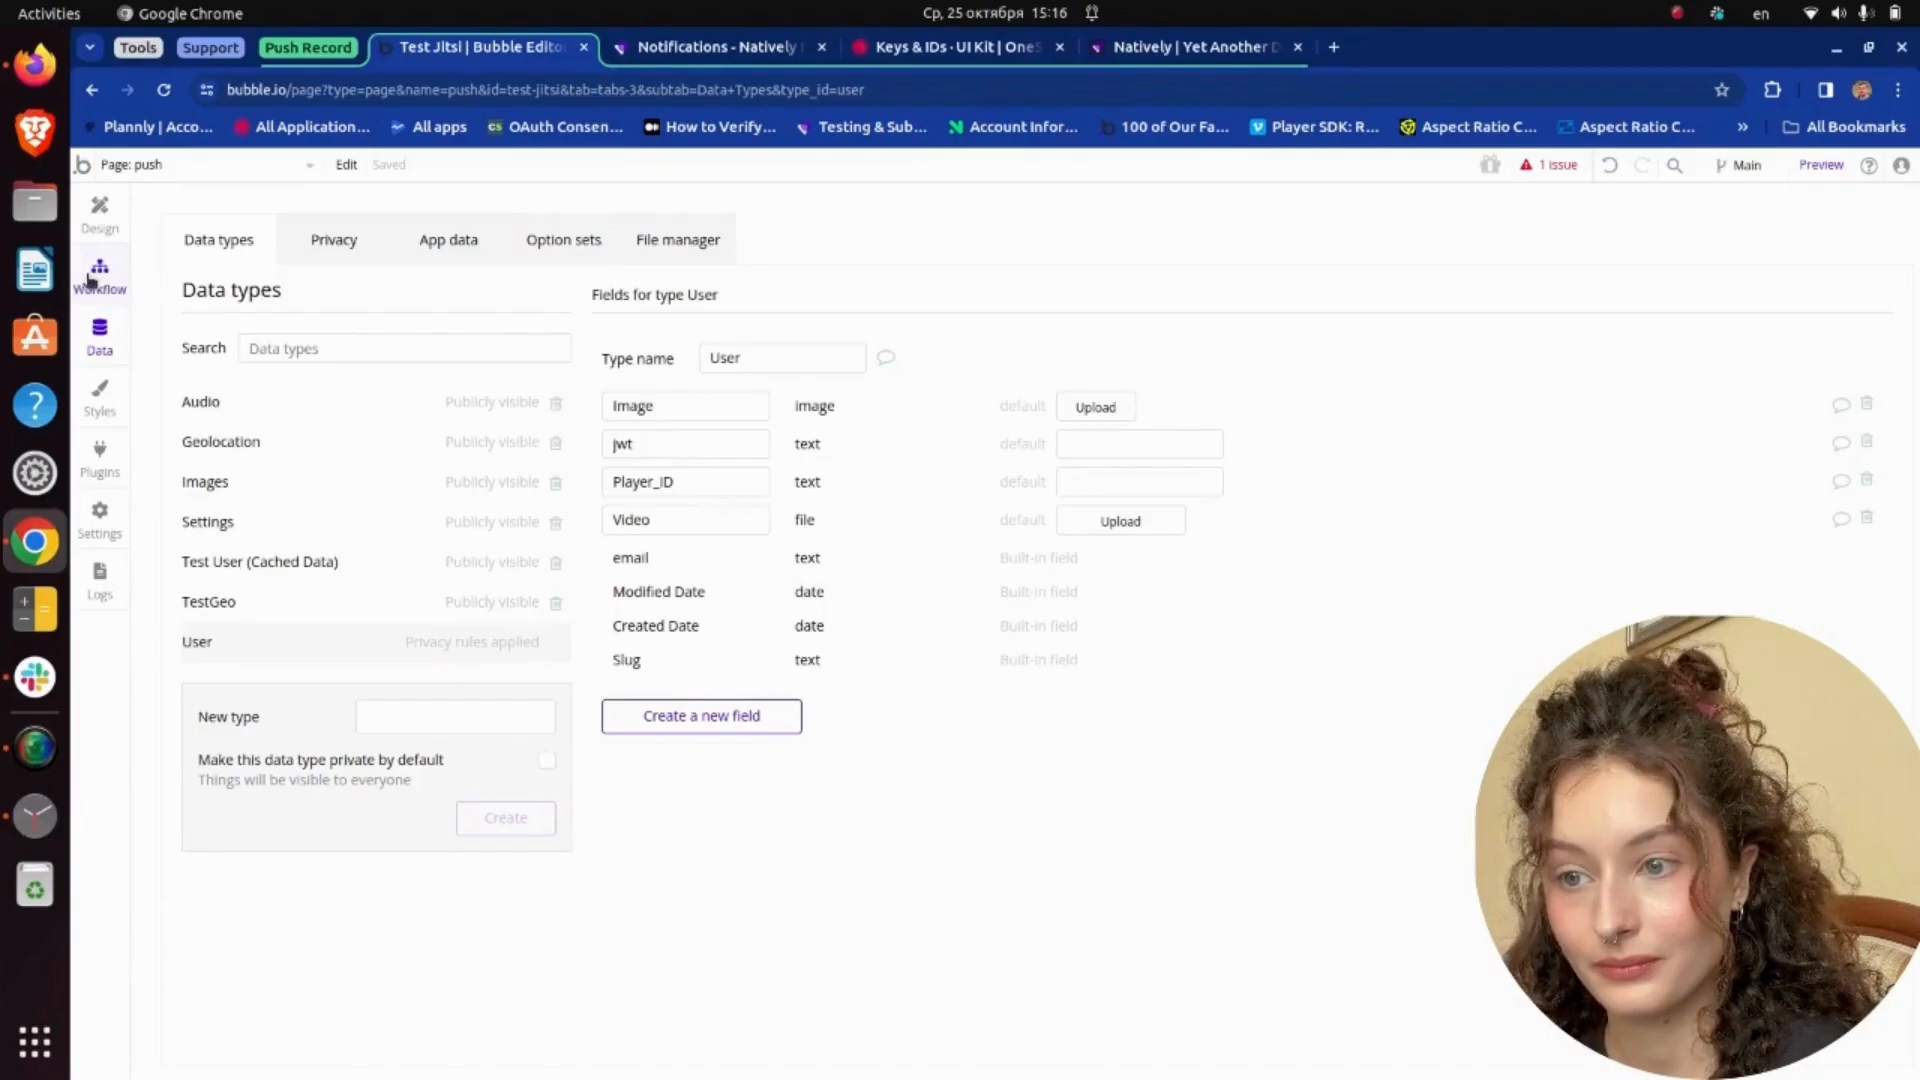 Activities
Google Chrome
Ср, 25 октября 15:16
en
Tools
Support
Push Record
Test Jitsi | Bubble Edito
Notifications - Natively
Keys & IDs · UI Kit | One
Natively | Yet Another
bubble.io/page?type=page&name=push&id=test-jitsi&tab=tabs-3&subtab=Data+Types&type_id=user
Plannly | Acco...
All Application...
All apps
OAuth Consen...
How to Verify...
Testing & Sub...
Account Infor...
100 of Our Fa...
Player SDK: R...
Aspect Ratio C...
Aspect Ratio C...
»
All Bookmarks
Page: push
Edit
Saved
1 issue
Main
Preview
Design
Workflow
Data
Styles
Plugins
Settings
Logs
Data types
Privacy
App data
Option sets
File manager
Data types
Search
Data types
Audio Publicly visible
Geolocation Publicly visible
Images Publicly visible
Settings Publicly visible
Test User (Cached Data) Publicly visible
TestGeo Publicly visible
User Privacy rules applied
New type
Make this data type private by default
Things will be visible to everyone
Create
Fields for type User
Type name User
Image image default Upload
jwt text default
Player_ID text default
Video file default Upload
email text Built-in field
Modified Date date Built-in field
Created Date date Built-in field
Slug text Built-in field
Create a new field